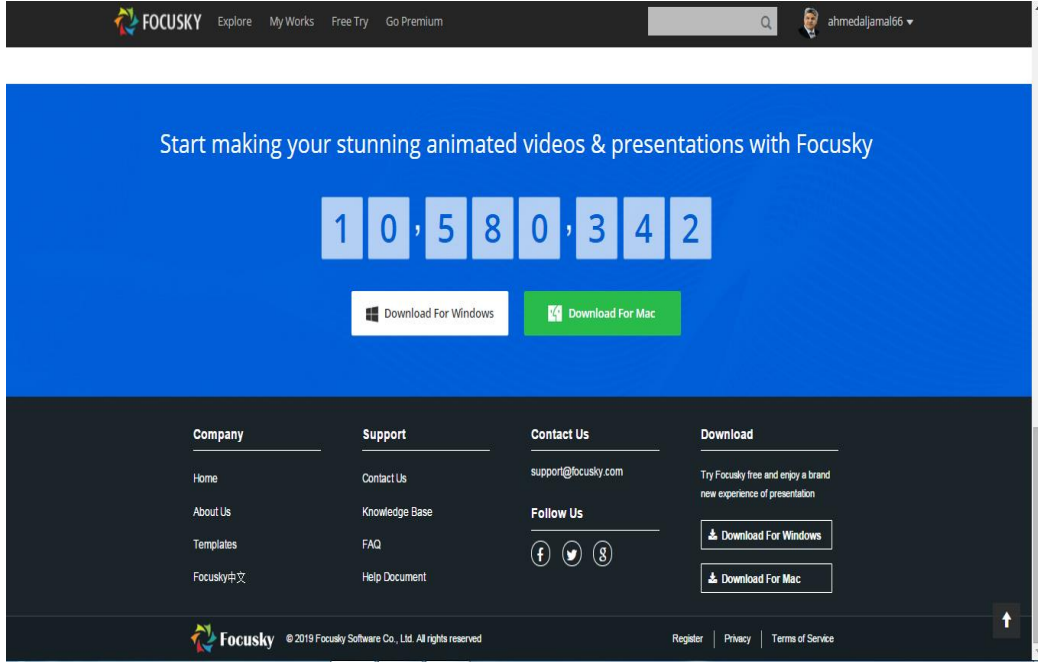 FOCUSKY Explore My Works Free Try Go Premium ahmedaljamal66
Start making your stunning animated videos & presentations with Focusky
10,580,342
Download For Windows Download For Mac
Company Support Contact Us Download
Home Contact Us support@focusky.com Try Focusky free and enjoy a brand
new experience of presentation
About Us Knowledge Base Follow Us
Download For Windows
Templates FAQ
Focusky中文 Help Document Download For Mac
Focusky © 2019 Focusky Software Co., Ltd. All rights reserved Register Privacy Terms of Service